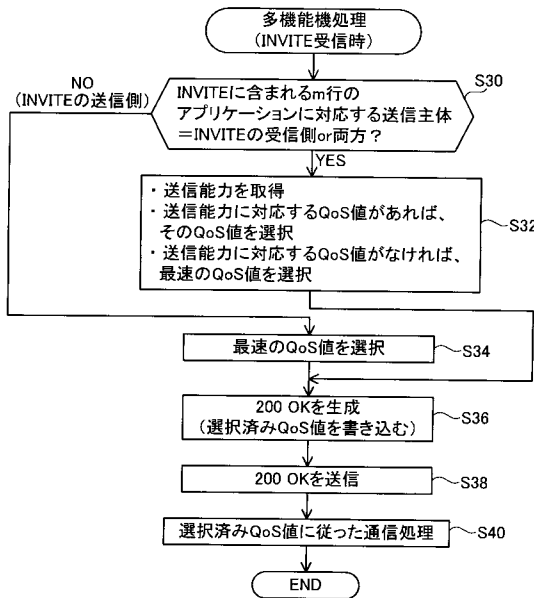 多機能機処理
(INVITE受信時)
S30
NO
(INVITEの送信側)
INVITEに含まれるm行の
アプリケーションに対応する送信主体
=INVITEの受信側or両方?
YES
・送信能力を取得
・送信能力に対応するQoS値があれば、
そのQoS値を選択
・送信能力に対応するQoS値がなければ、
最速のQoS値を選択
S32
最速のQoS値を選択
S34
200 OKを生成
(選択済みQoS値を書き込む)
S36
200 OKを送信
S38
選択済みQoS値に従った通信処理
S40
END